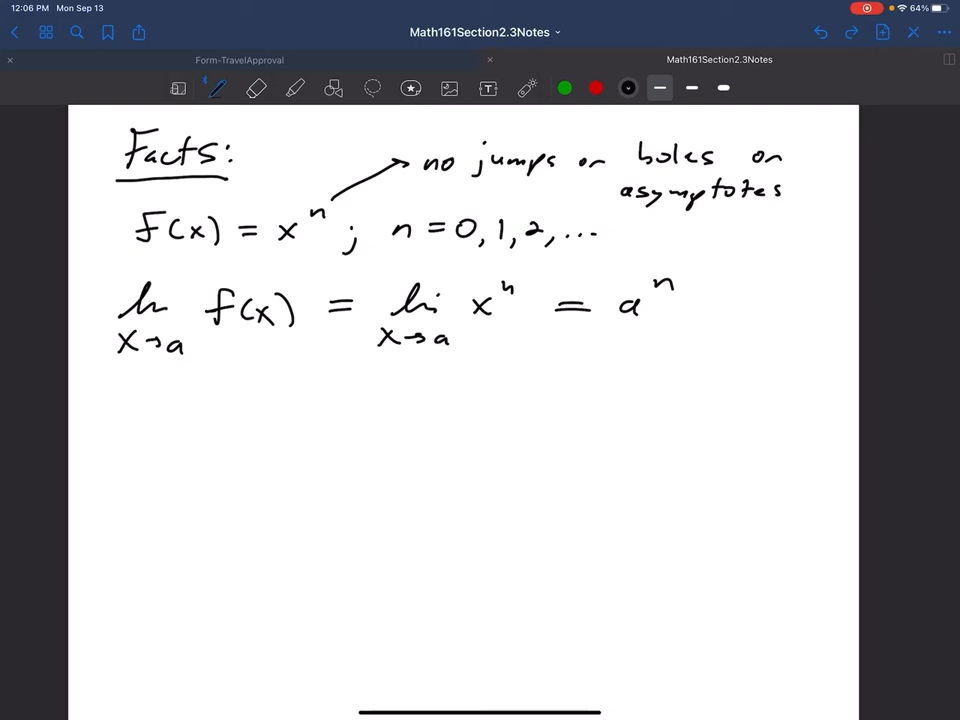 12:06 PM Mon Sep 13
64%
Math161Section2.3Notes
Form-TravelApproval
Math161Section2.3Notes
Facts:
no jumps or holes or
asymptotes
f(x) = x^n ; n = 0, 1, 2, ...
lim x→a f(x) = lim x→a x^n = a^n